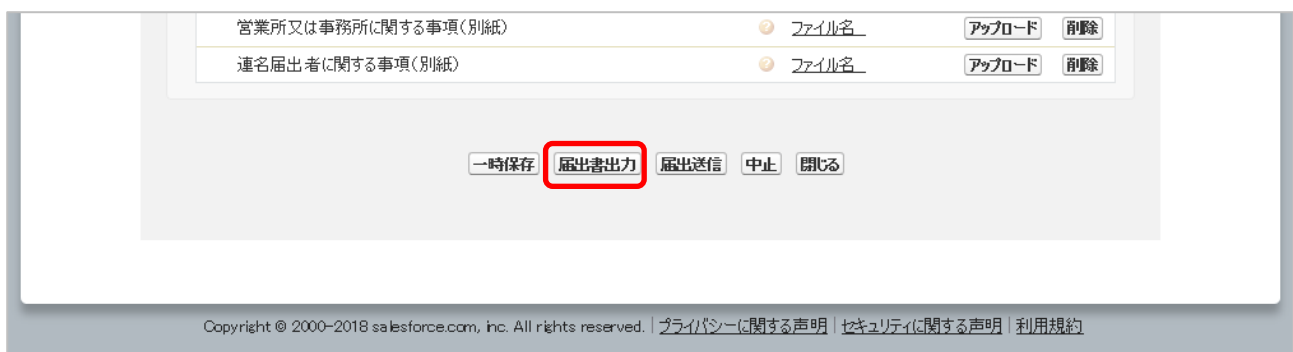 営業所又は事務所に関する事項(別紙) ファイル名 アップロード 削除
連名届出者に関する事項(別紙) ファイル名 アップロード 削除
一時保存 届出書出力 届出送信 中止 閉じる
Copyright © 2000-2018 salesforce.com, inc. All rights reserved. | プライバシーに関する声明 | セキュリティに関する声明 | 利用規約